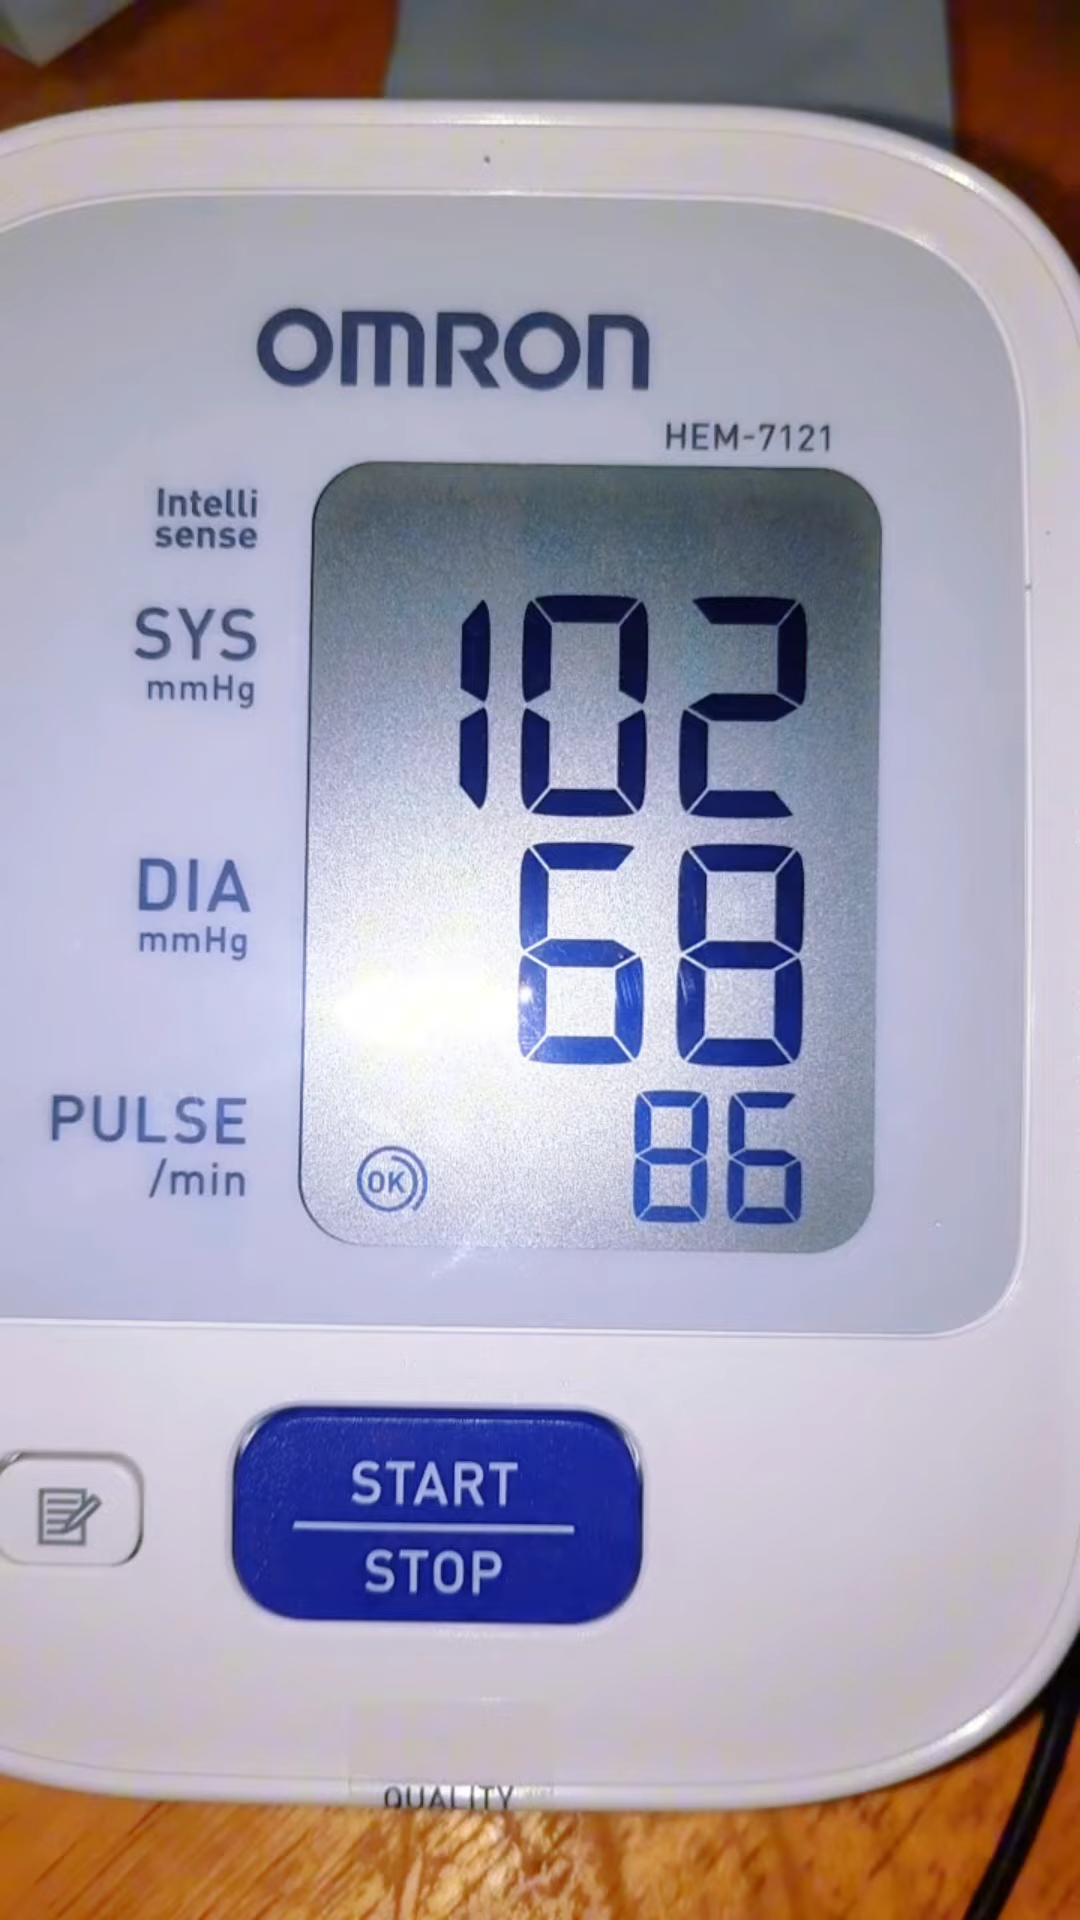 OMRON
HEM-7121
Intelli
sense
SYS
mmHg
102
DIA
mmHg
68
PULSE
/min
OK
86
START
STOP
QUALITY